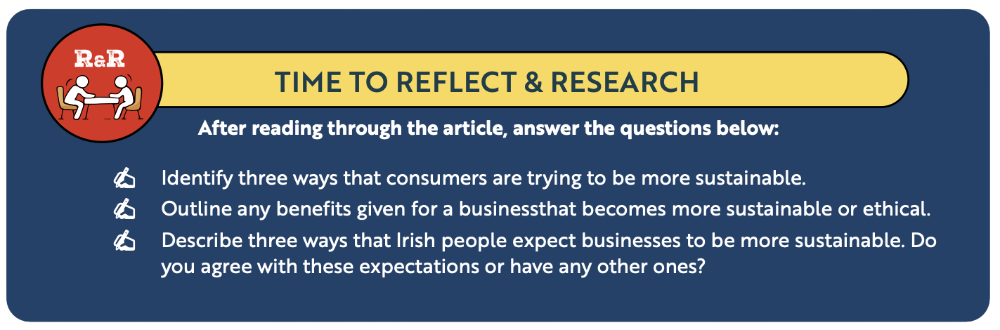 R&R
TIME TO REFLECT & RESEARCH
After reading through the article, answer the questions below:
Identify three ways that consumers are trying to be more sustainable.
Outline any benefits given for a businessthat becomes more sustainable or ethical.
Describe three ways that Irish people expect businesses to be more sustainable. Do
you agree with these expectations or have any other ones?